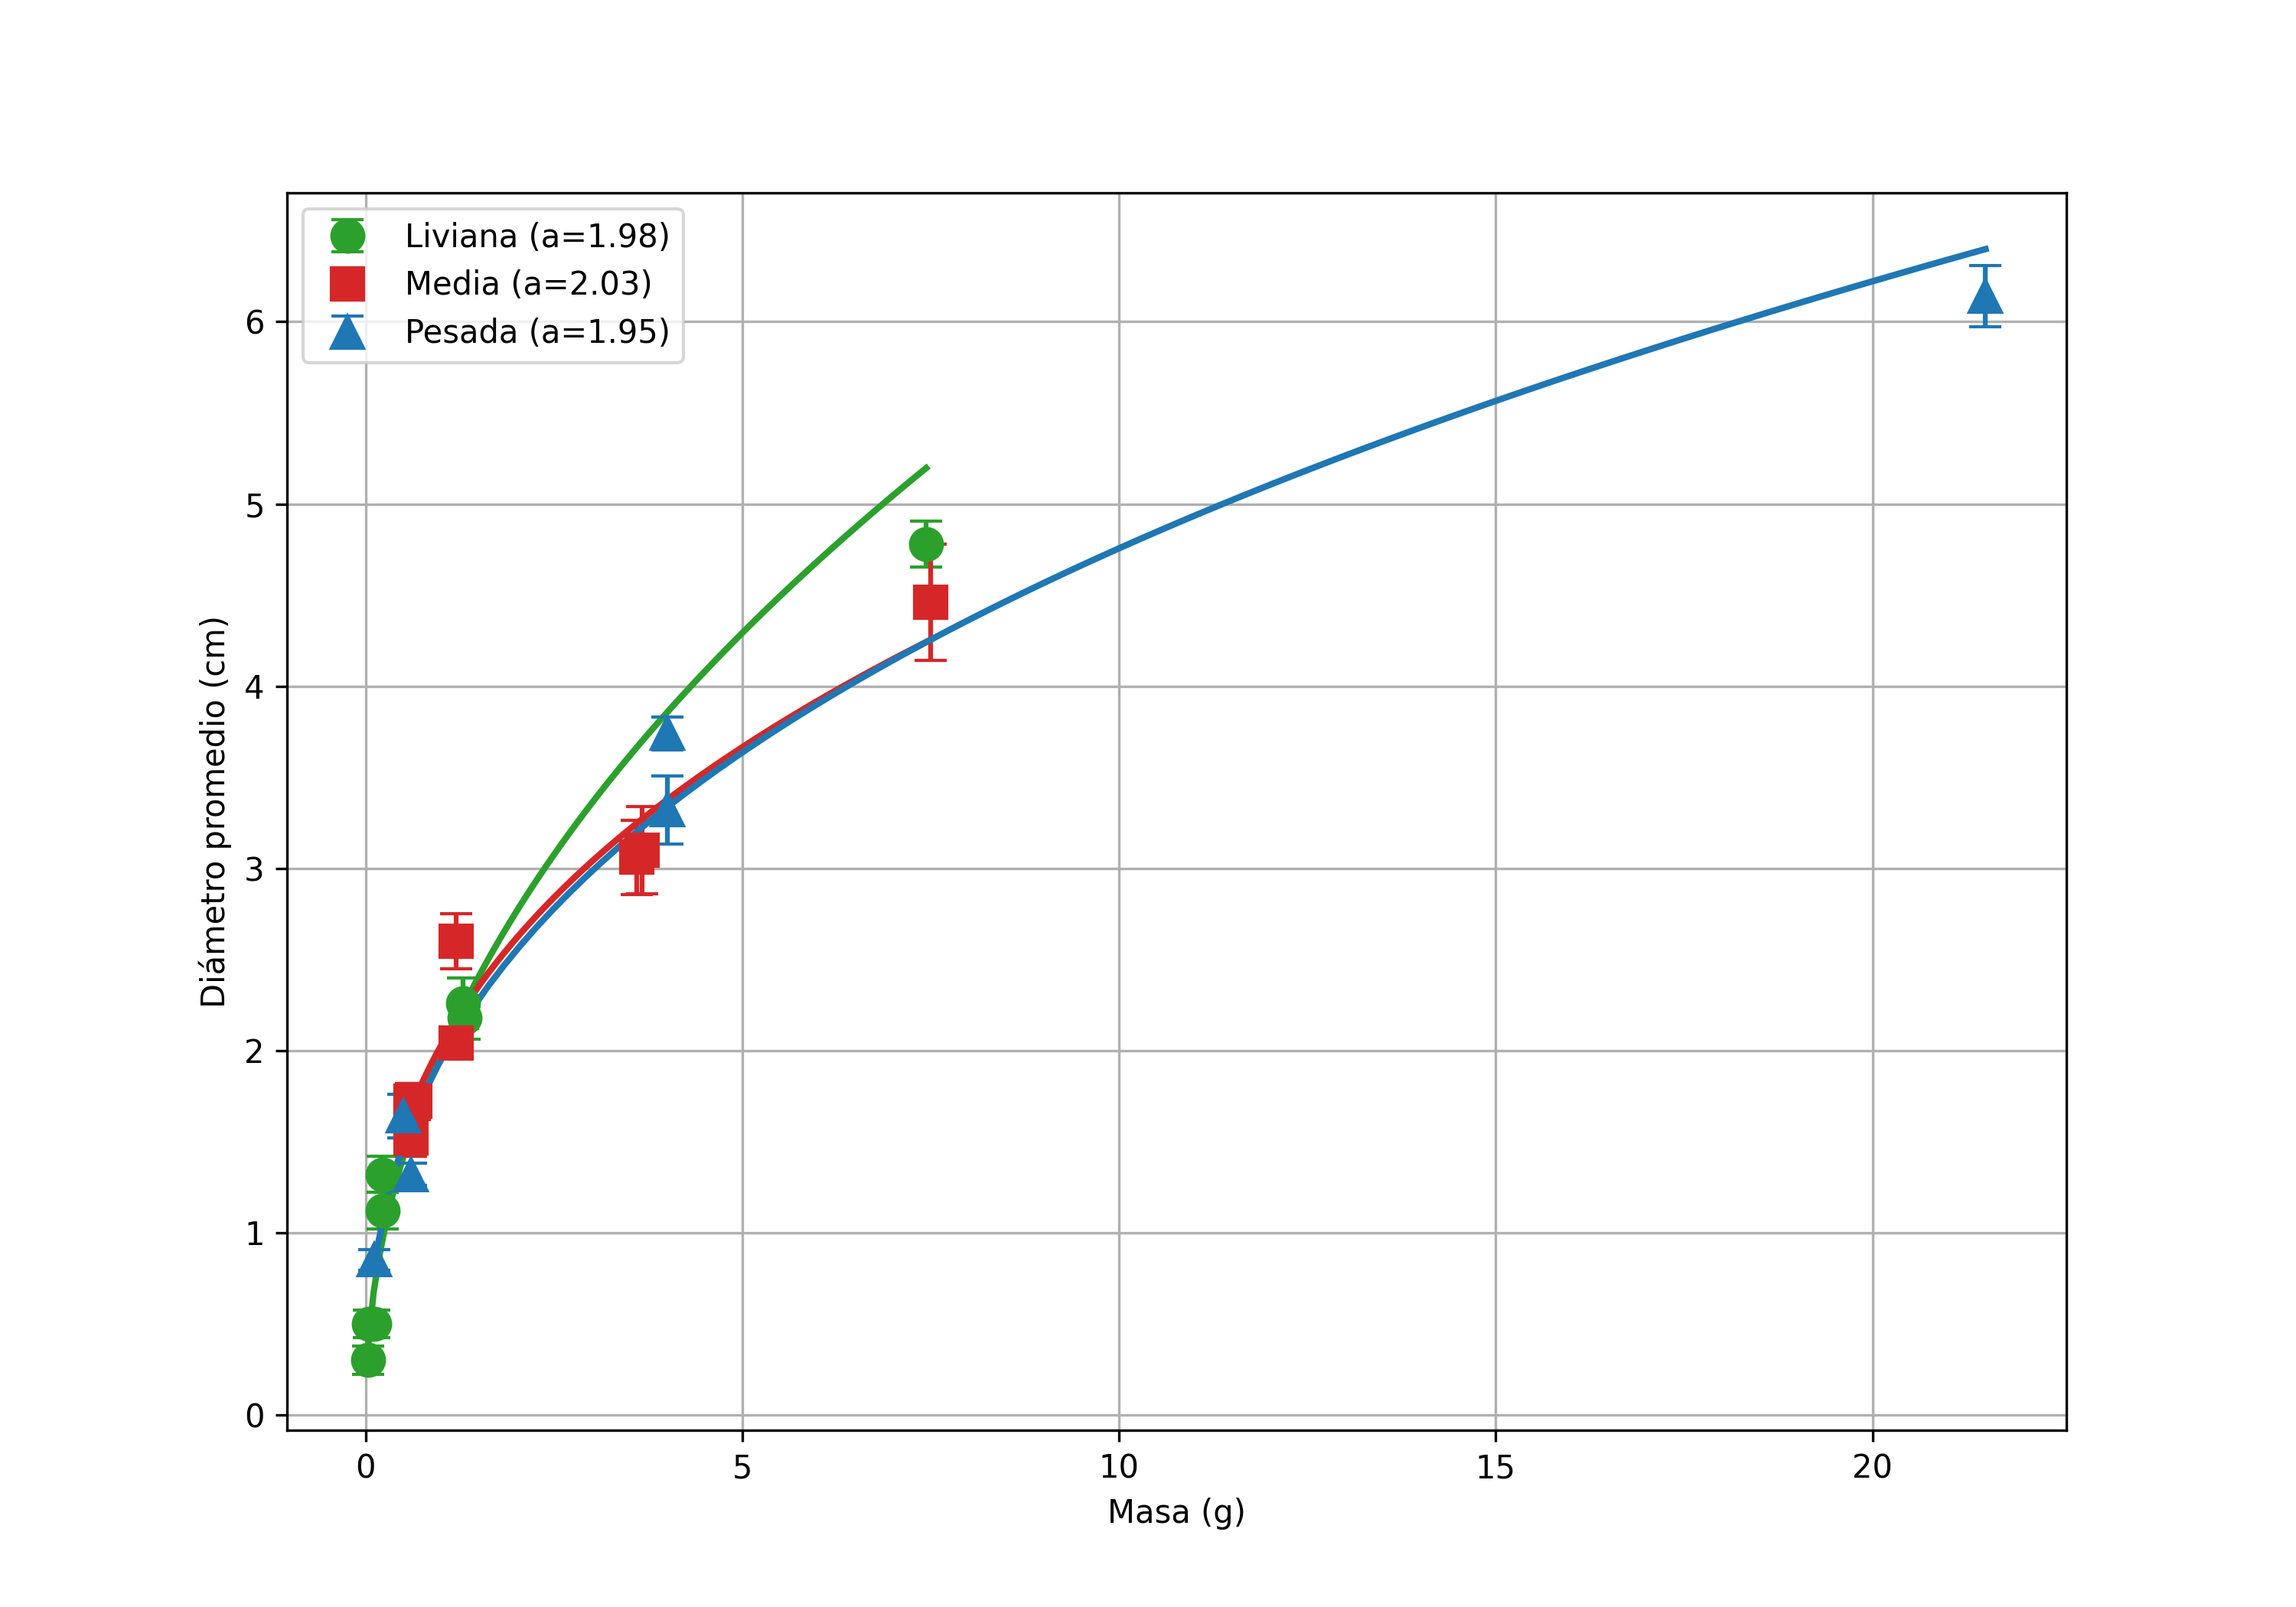 Liviana (a=1.98)
Media (a=2.03)
Pesada (a=1.95)
6
5
4
3
2
1
0
Diámetro promedio (cm)
0 5 10 15 20
Masa (g)